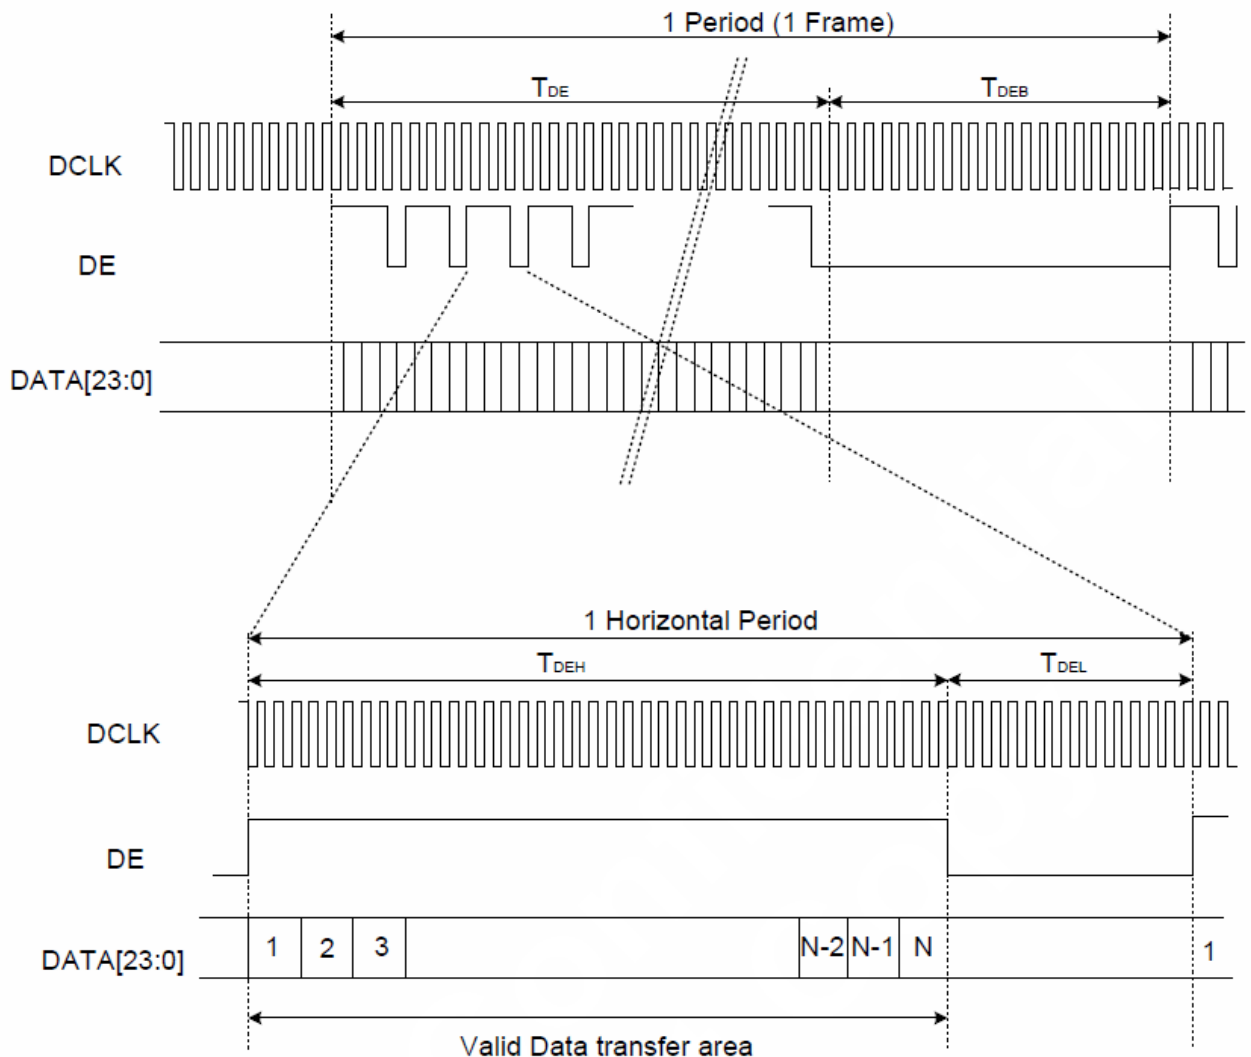 1 Period (1 Frame)
TDE TDEB
DCLK
DE
DATA[23:0]
1 Horizontal Period
TDEH TDEL
DCLK
DE
DATA[23:0] 1 2 3 N-2 N-1 N 1
Valid Data transfer area